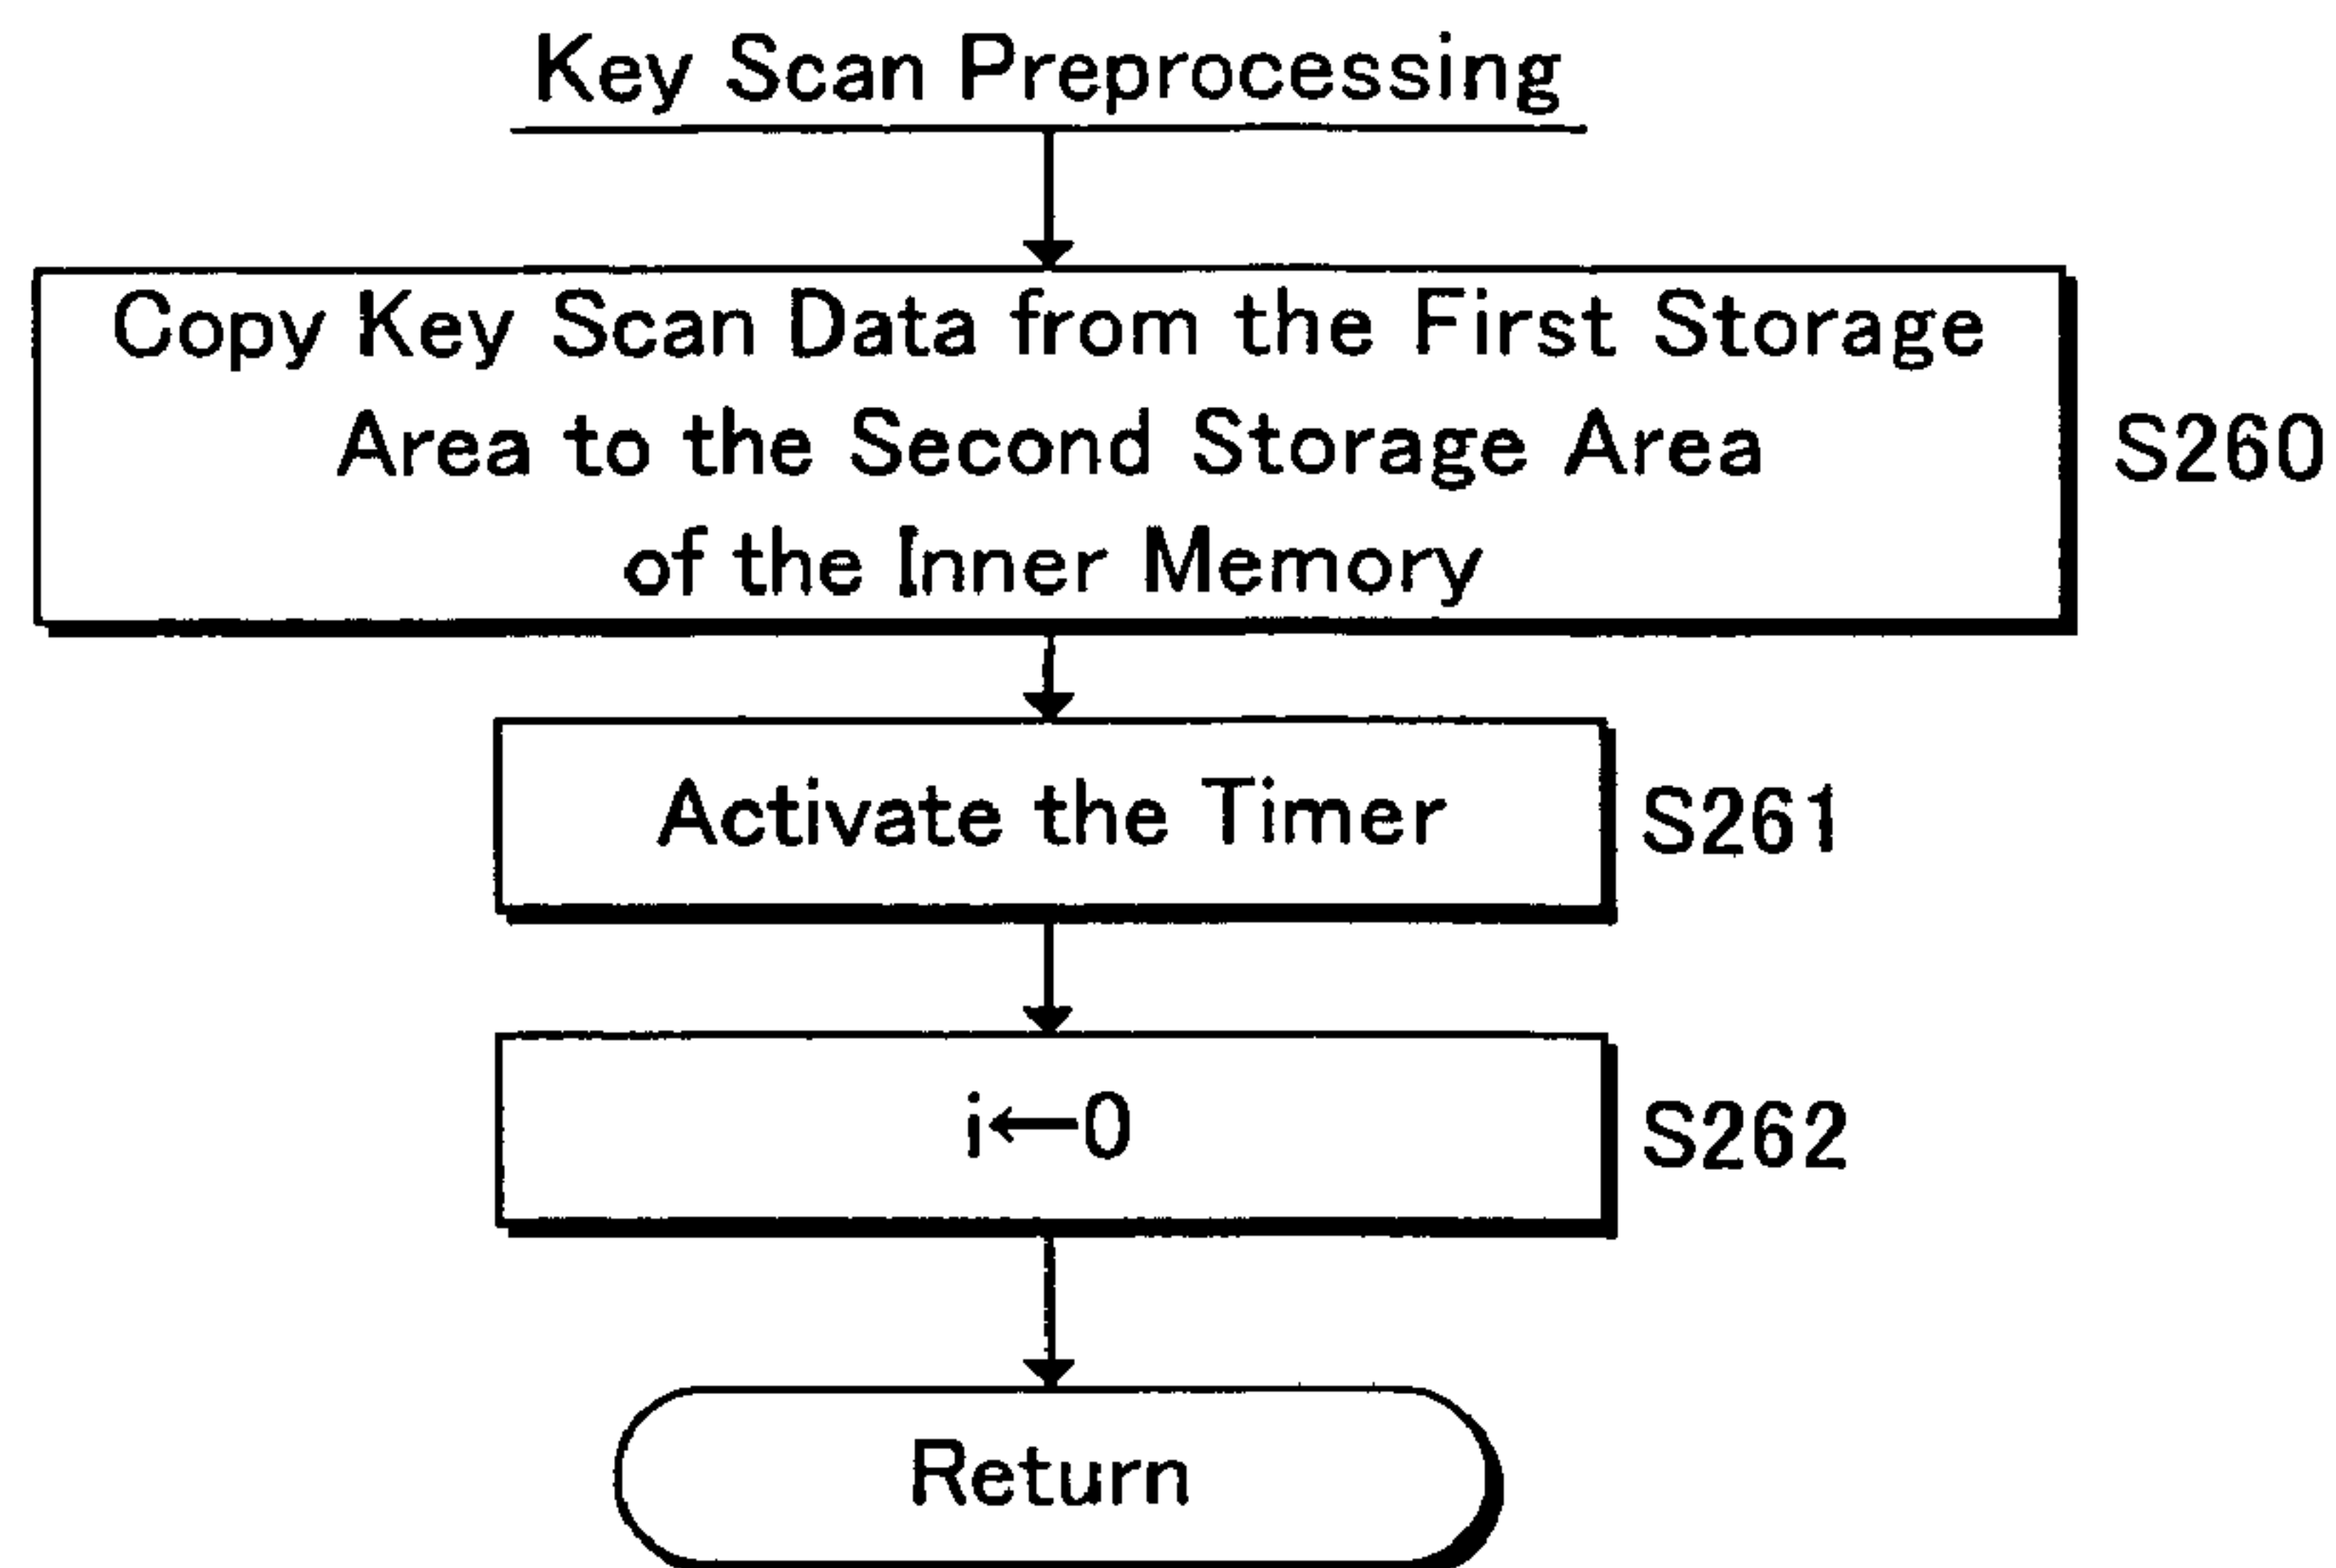 Key Scan Preprocessing
Copy Key Scan Data from the First Storage
Area to the Second Storage Area
of the Inner Memory
S260
Activate the Timer
S261
i←0
S262
Return